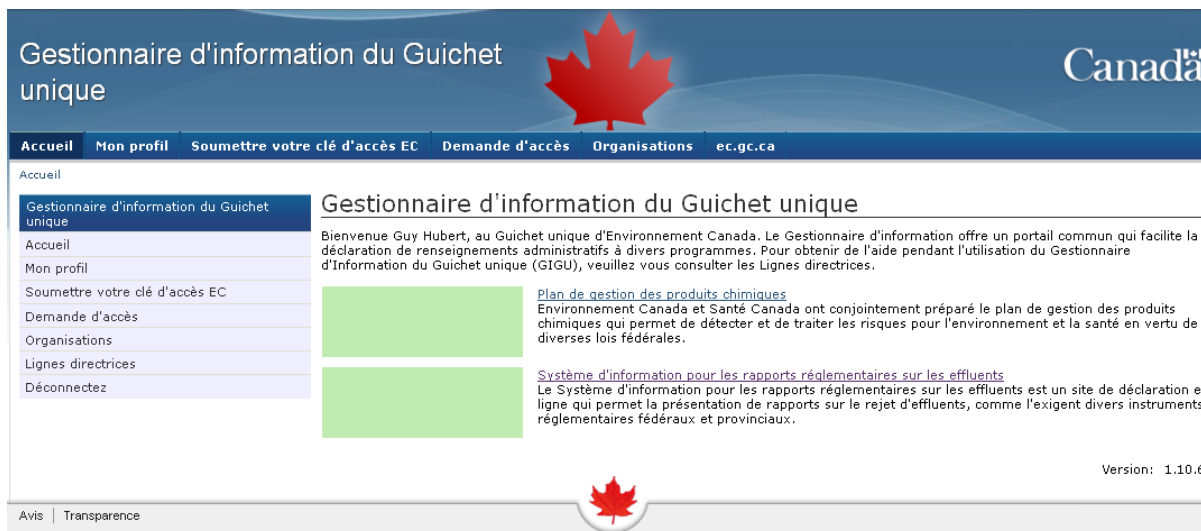 Gestionnaire d'information du Guichet
unique
Canada
Accueil Mon profil Soumettre votre clé d'accès EC Demande d'accès Organisations ec.gc.ca
Accueil
Gestionnaire d'information du Guichet
unique
Accueil
Mon profil
Soumettre votre clé d'accès EC
Demande d'accès
Organisations
Lignes directrices
Déconnectez
Gestionnaire d'information du Guichet unique
Bienvenue Guy Hubert, au Guichet unique d'Environnement Canada. Le Gestionnaire d'information offre un portail commun qui facilite la
déclaration de renseignements administratifs à divers programmes. Pour obtenir de l'aide pendant l'utilisation du Gestionnaire
d'Information du Guichet unique (GIGU), veuillez vous consulter les Lignes directrices.
Plan de gestion des produits chimiques
Environnement Canada et Santé Canada ont conjointement préparé le plan de gestion des produits
chimiques qui permet de détecter et de traiter les risques pour l'environnement et la santé en vertu de
diverses lois fédérales.
Système d'information pour les rapports réglementaires sur les effluents
Le Système d'information pour les rapports réglementaires sur les effluents est un site de déclaration e
ligne qui permet la présentation de rapports sur le rejet d'effluents, comme l'exigent divers instruments
réglementaires fédéraux et provinciaux.
Version: 1.10.6
Avis | Transparence